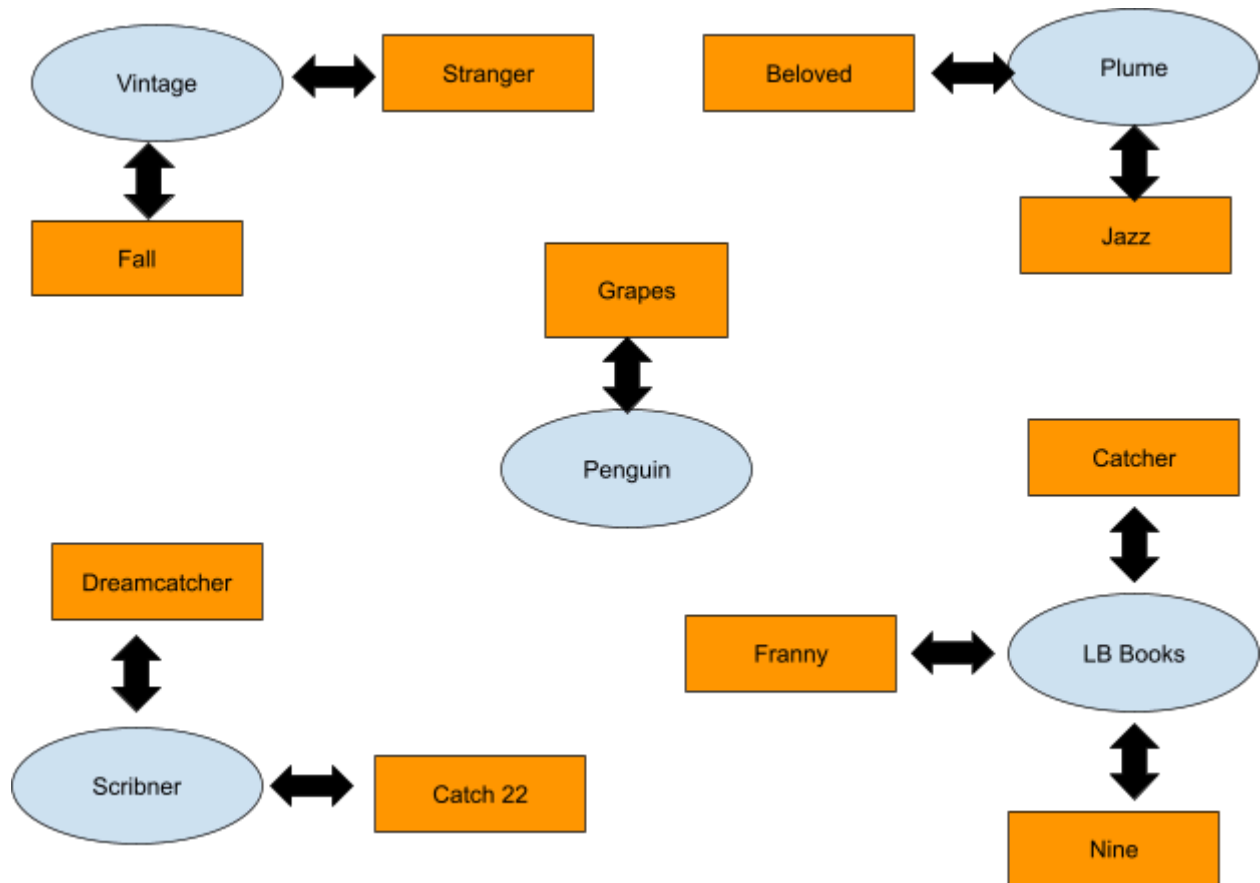 Vintage
Stranger
Beloved
Plume
Fall
Jazz
Grapes
Penguin
Catcher
Dreamcatcher
Franny
LB Books
Scribner
Catch 22
Nine